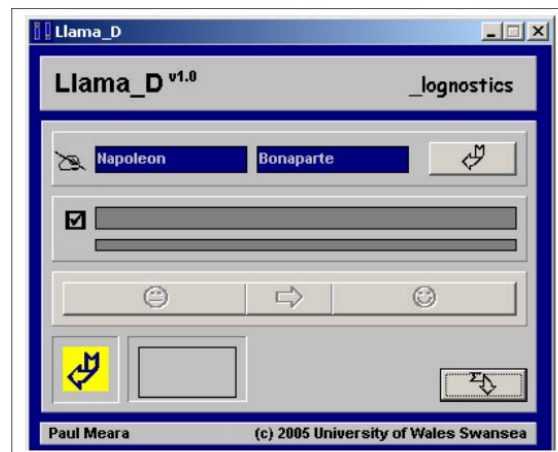 Llama_D
Llama_D v1.0
_lognostics
Napoleon Bonaparte
Paul Meara (c) 2005 University of Wales Swansea